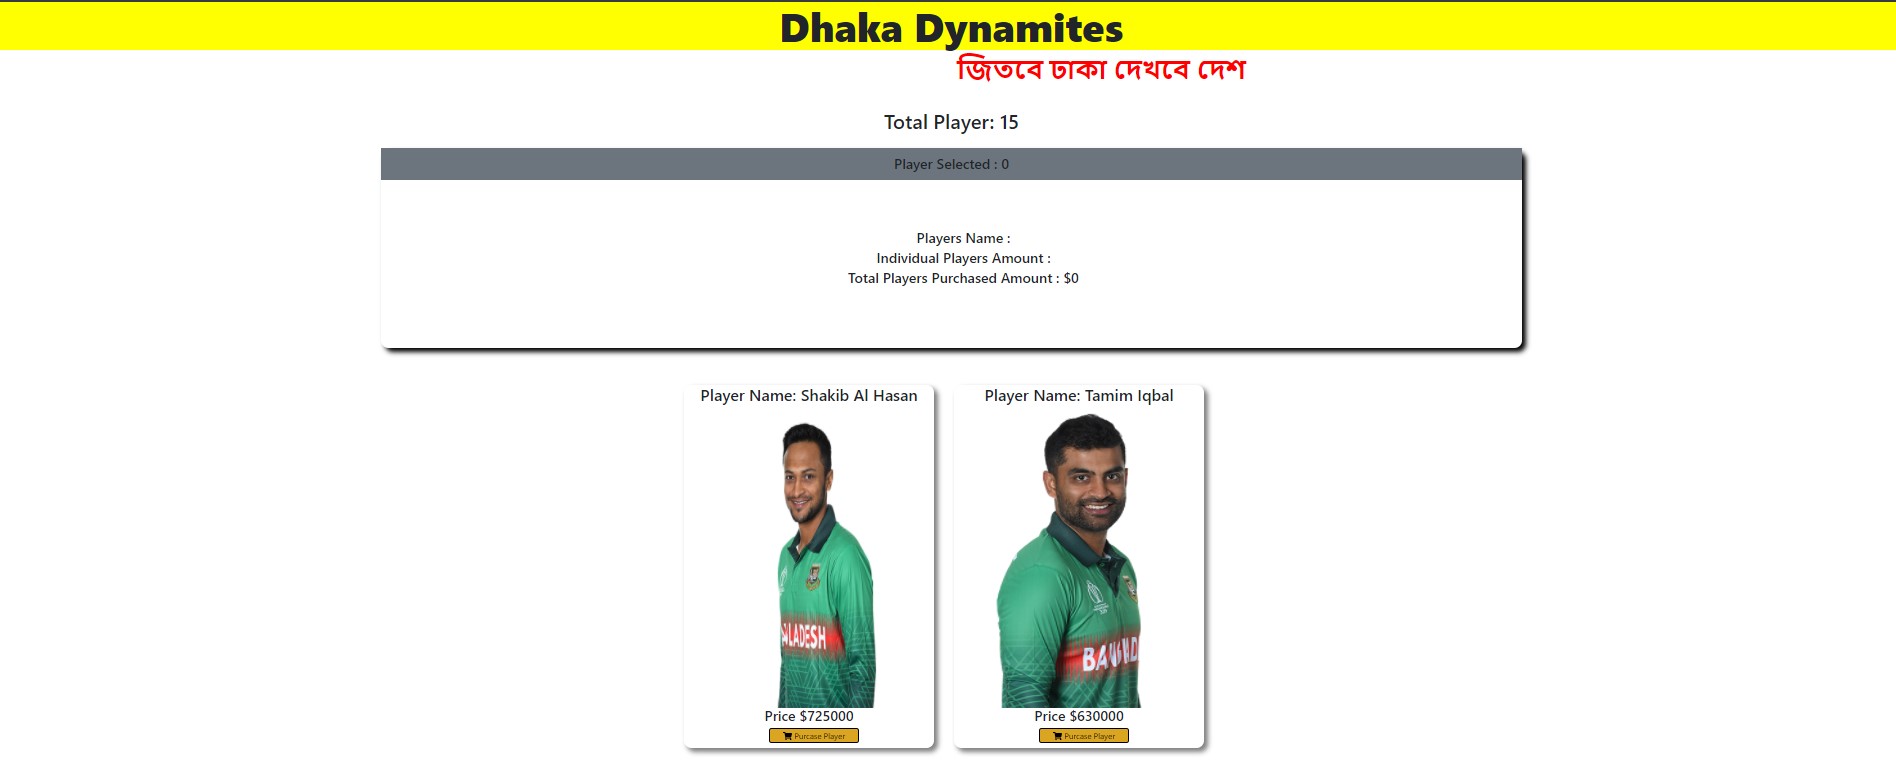 Dhaka Dynamites
জিতবে ঢাকা দেখবে দেশ
Total Player: 15
Player Selected : 0
Players Name :
Individual Players Amount :
Total Players Purchased Amount : $0
Player Name: Shakib Al Hasan
LADESH
Price $725000
Purcase Player
Player Name: Tamim Iqbal
Price $630000
Purcase Player